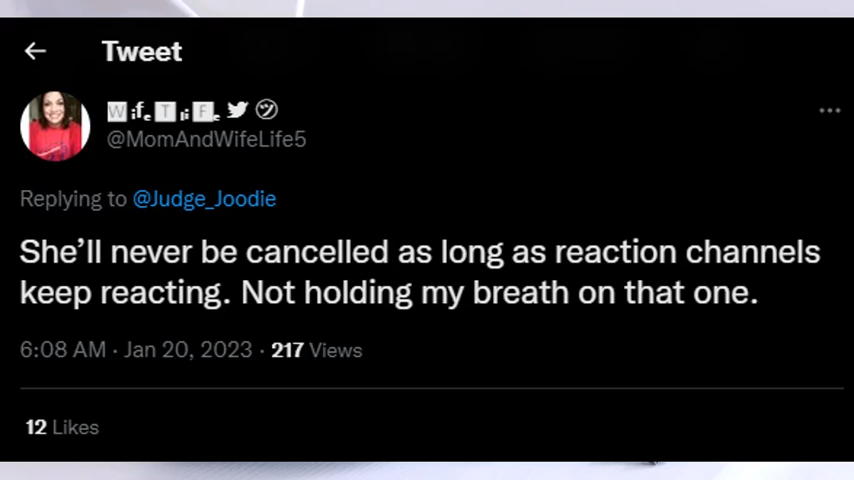 ← Tweet
🅆𝐢𝐟ₑ🅃ₗᵢ🄵ₑ
@MomAndWifeLife5
Replying to @Judge_Joodie
She’ll never be cancelled as long as reaction channels
keep reacting. Not holding my breath on that one.
6:08 AM · Jan 20, 2023 · 217 Views
12 Likes